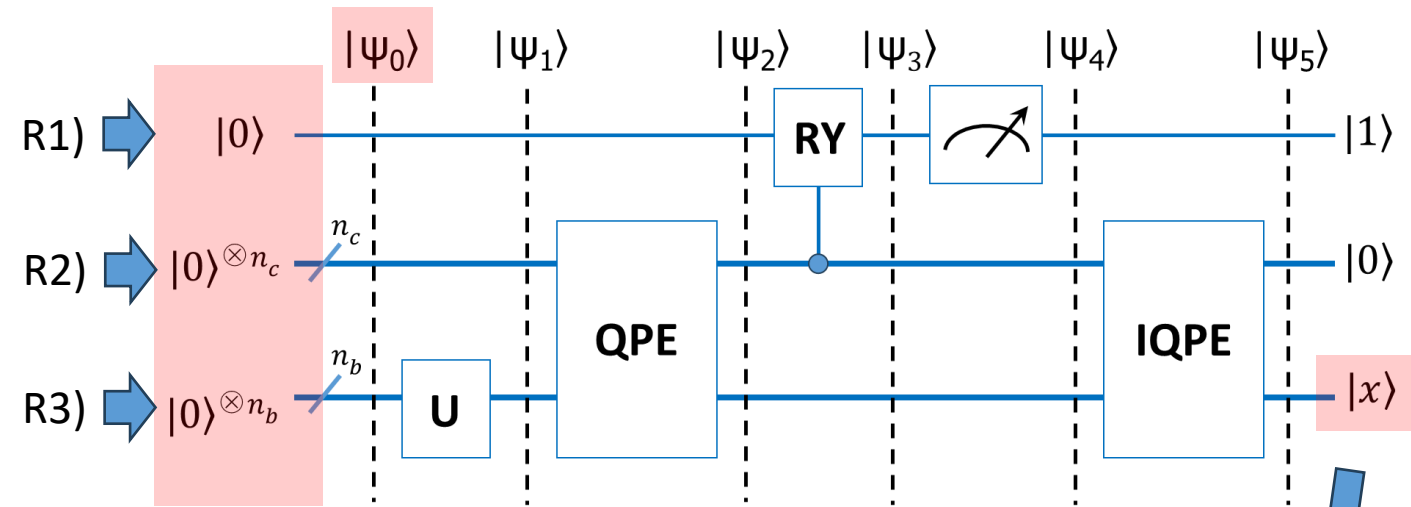 |ψ₀⟩ |ψ₁⟩ |ψ₂⟩ |ψ₃⟩ |ψ₄⟩ |ψ₅⟩
R1) |0⟩ RY |1⟩
n_c
R2) |0⟩^{⊗n_c} |0⟩
QPE IQPE
n_b
R3) |0⟩^{⊗n_b} U |x⟩